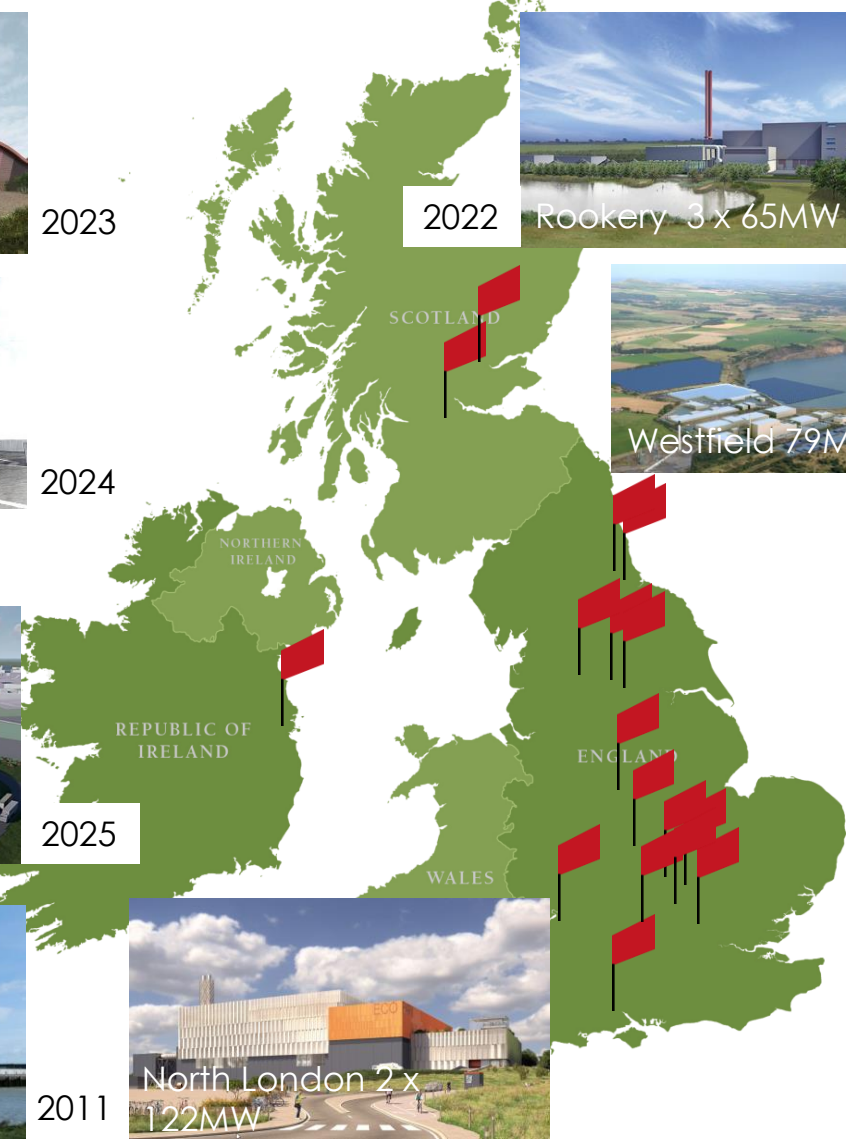 2023
2022
Rookery 3 x 65MW
SCOTLAND
Westfield 79M
2024
NORTHERN
IRELAND
REPUBLIC OF
IRELAND
ENGLAND
2025
WALES
ECO
North London 2 x
122MW
2011